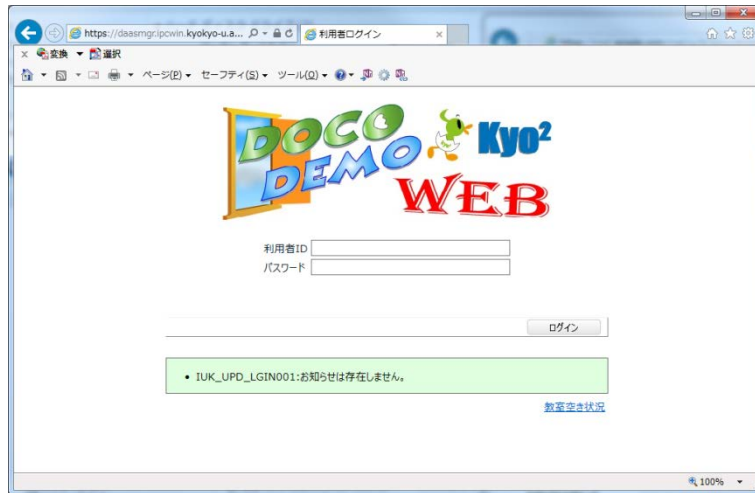 https://daasmgr.ipcwin.kyokyo-u.a...
利用者ログイン
×
x 変換 ▼ 選択
ページ(P) ▼ セーフティ(S) ▼ ツール(O) ▼
DOCO
DEMO
Kyo²
WEB
利用者ID
パスワード
ログイン
• IUK_UPD_LGIN001:お知らせは存在しません。
教室空き状況
100% ▼